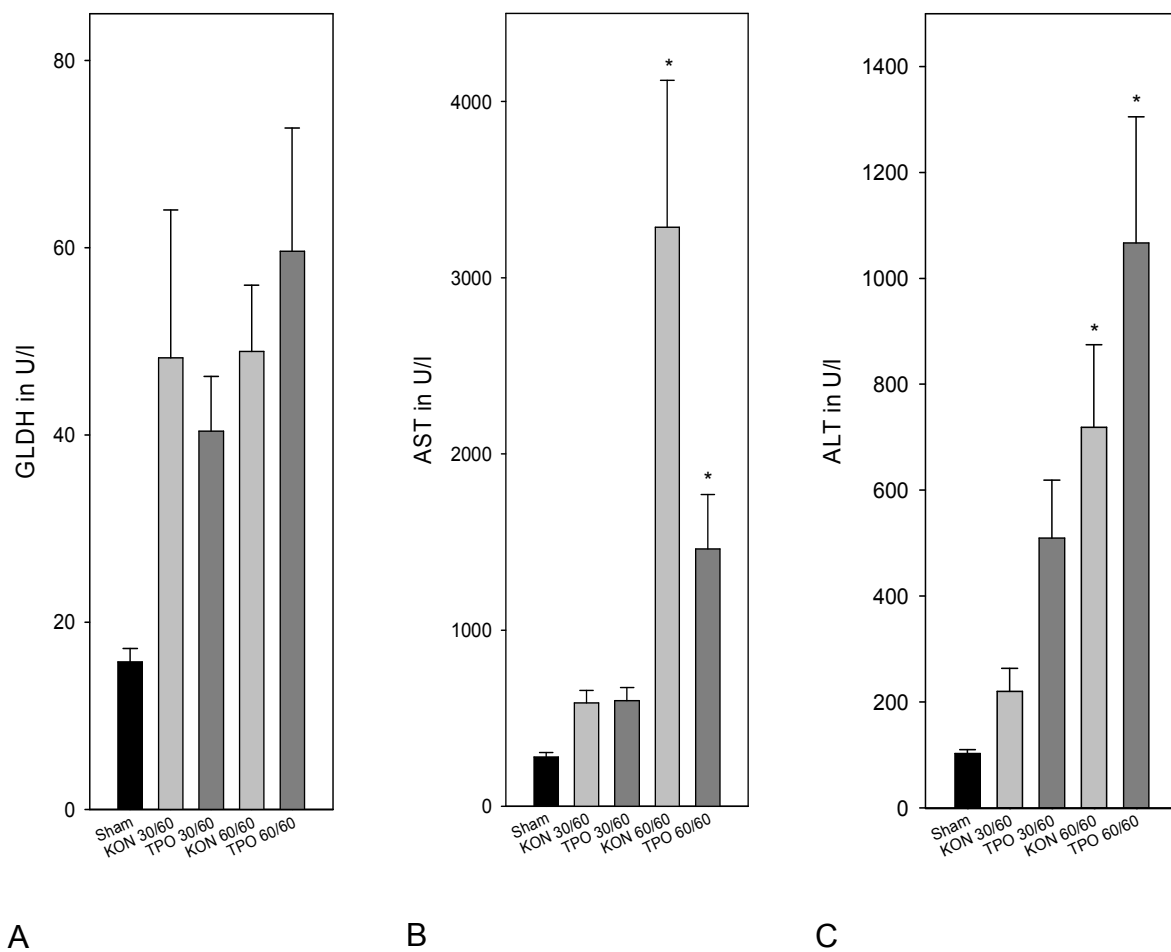 GLDH in U/l
80
60
40
20
0
Sham
KON 30/60
TPO 30/60
KON 60/60
TPO 60/60
A
AST in U/l
4000
3000
2000
1000
0
*
*
Sham
KON 30/60
TPO 30/60
KON 60/60
TPO 60/60
B
ALT in U/l
1400
1200
1000
800
600
400
200
0
*
*
Sham
KON 30/60
TPO 30/60
KON 60/60
TPO 60/60
C